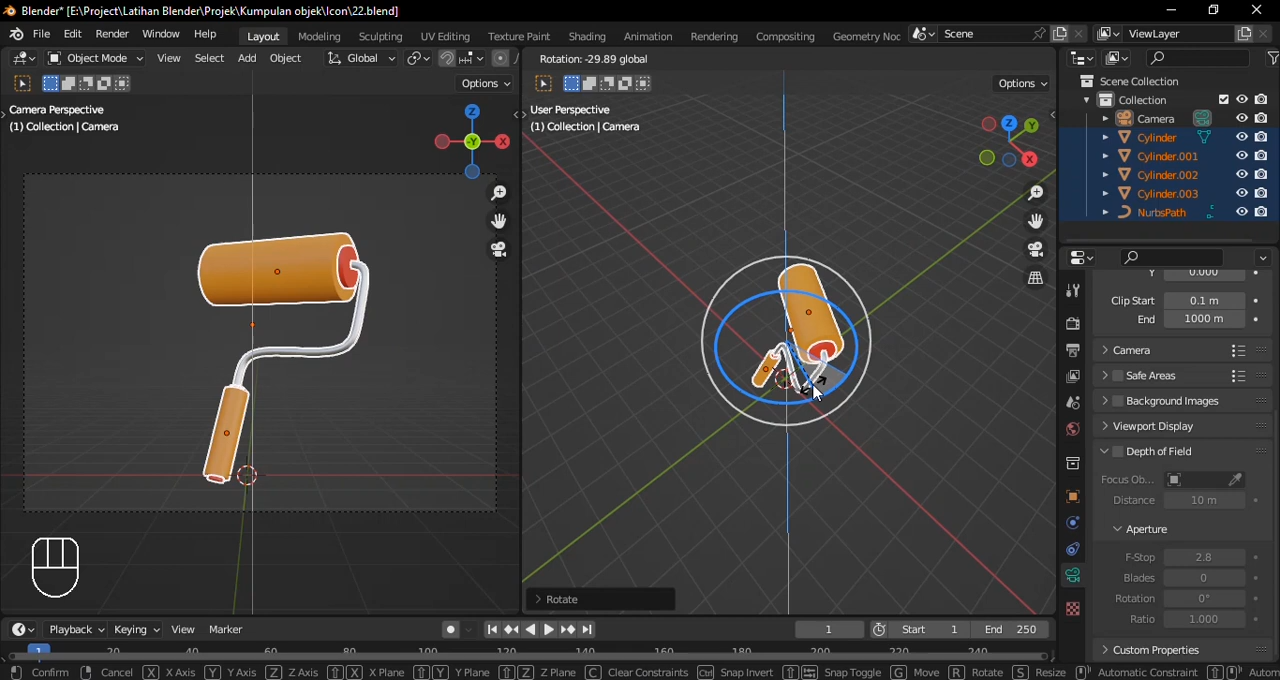 Blender* [E:\Project\Latihan Blender\Projek\Kumpulan objek\Icon\22.blend]
File Edit Render Window Help Layout Modeling Sculpting UV Editing Texture Paint Shading Animation Rendering Compositing Geometry Noc Scene ViewLayer
Object Mode View Select Add Object Global Rotation: -29.89 global
Options Options
Camera Perspective
(1) Collection | Camera
User Perspective
(1) Collection | Camera
Z
-Y X
Z Y
X
Scene Collection
Collection
Camera
Cylinder
Cylinder.001
Cylinder.002
Cylinder.003
NurbsPath
Y 0.000
Clip Start 0.1 m
End 1000 m
Camera
Safe Areas
Background Images
Viewport Display
Depth of Field
Focus Ob...
Distance 10 m
Aperture
F-Stop 2.8
Blades 0
Rotation 0°
Ratio 1.000
Custom Properties
Rotate
Playback Keying View Marker 1 Start 1 End 250
1 20 40 60 80 100 120 140 160 180 200 220 240
Confirm Cancel X X Axis Y Y Axis Z Z Axis X X Plane Y Y Plane Z Z Plane C Clear Constraints Ctrl Snap Invert Snap Toggle G Move R Rotate S Resize Automatic Constraint Autom